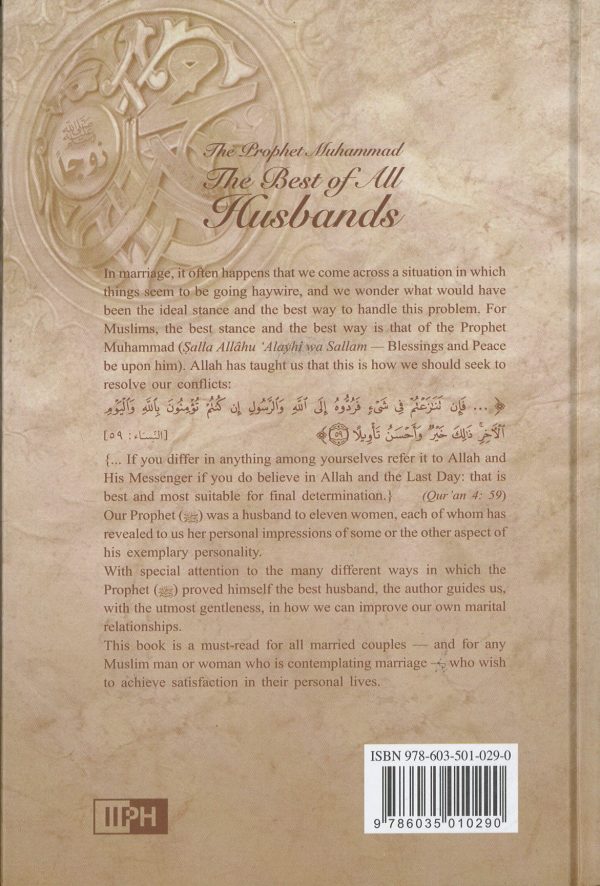 صلى الله عليه وسلم
زوجاً
The Prophet Muhammad
The Best of All
Husbands
In marriage, it often happens that we come across a situation in which
things seem to be going haywire, and we wonder what would have
been the ideal stance and the best way to handle this problem. For
Muslims, the best stance and the best way is that of the Prophet
Muhammad (Ṣalla Allâhu ‘Alayhi wa Sallam — Blessings and Peace
be upon him). Allah has taught us that this is how we should seek to
resolve our conflicts:
﴿ ... فَإِن تَنَٰزَعْتُمْ فِى شَىْءٍ فَرُدُّوهُ إِلَى ٱللَّهِ وَٱلرَّسُولِ إِن كُنتُمْ تُؤْمِنُونَ بِٱللَّهِ وَٱلْيَوْمِ
ٱلْءَاخِرِ ذَٰلِكَ خَيْرٌ وَأَحْسَنُ تَأْوِيلًا ٥٩﴾ [النساء: ٥٩]
{... If you differ in anything among yourselves refer it to Allah and
His Messenger if you do believe in Allah and the Last Day: that is
best and most suitable for final determination.} (Qur’an 4: 59)
Our Prophet (ﷺ) was a husband to eleven women, each of whom has
revealed to us her personal impressions of some or the other aspect of
his exemplary personality.
With special attention to the many different ways in which the
Prophet (ﷺ) proved himself the best husband, the author guides us,
with the utmost gentleness, in how we can improve our own marital
relationships.
This book is a must-read for all married couples — and for any
Muslim man or woman who is contemplating marriage — who wish
to achieve satisfaction in their personal lives.
ISBN 978-603-501-029-0
9 786035 010290
IIPH